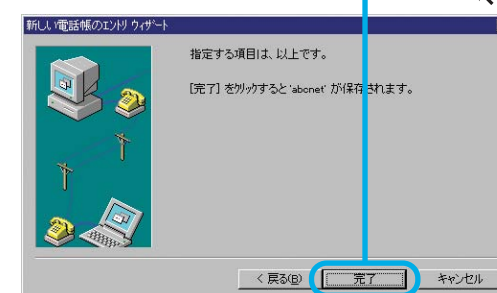 新しい電話帳のエントリ ウィザード
指定する項目は、以上です。
[完了] をクリックすると 'abcnet' が保存されます。
< 戻る(B)
完了
キャンセル